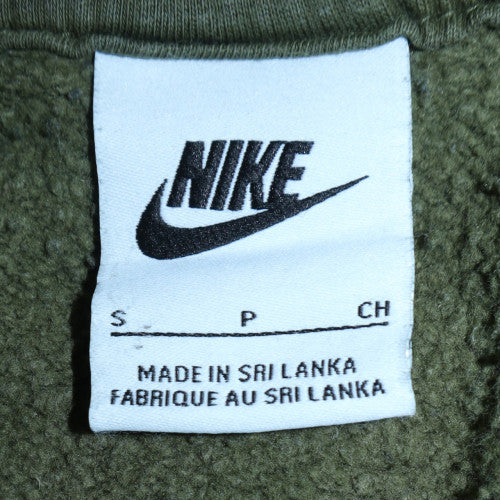 NIKE
S P CH
MADE IN SRI LANKA
FABRIQUE AU SRI LANKA